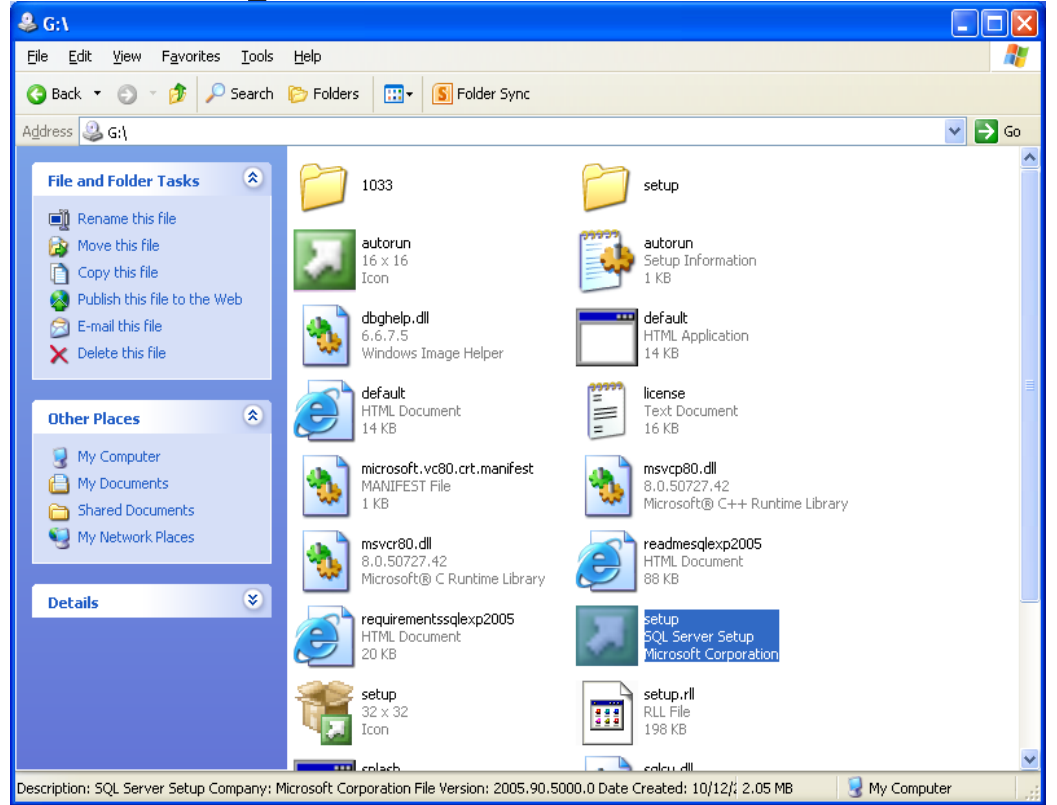 G:\
File Edit View Favorites Tools Help
Back Search Folders Folder Sync
Address G:\ Go
File and Folder Tasks
Rename this file
Move this file
Copy this file
Publish this file to the Web
E-mail this file
Delete this file
Other Places
My Computer
My Documents
Shared Documents
My Network Places
Details
1033
setup
autorun
16 x 16
Icon
autorun
Setup Information
1 KB
dbghelp.dll
6.6.7.5
Windows Image Helper
default
HTML Application
14 KB
default
HTML Document
14 KB
license
Text Document
16 KB
microsoft.vc80.crt.manifest
MANIFEST File
1 KB
msvcp80.dll
8.0.50727.42
Microsoft® C++ Runtime Library
msvcr80.dll
8.0.50727.42
Microsoft® C Runtime Library
readmesqlexp2005
HTML Document
88 KB
requirementssqlexp2005
HTML Document
20 KB
setup
SQL Server Setup
Microsoft Corporation
setup
32 x 32
Icon
setup.rll
RLL File
198 KB
splash
sqlcu.dll
Description: SQL Server Setup Company: Microsoft Corporation File Version: 2005.90.5000.0 Date Created: 10/12/ 2.05 MB My Computer